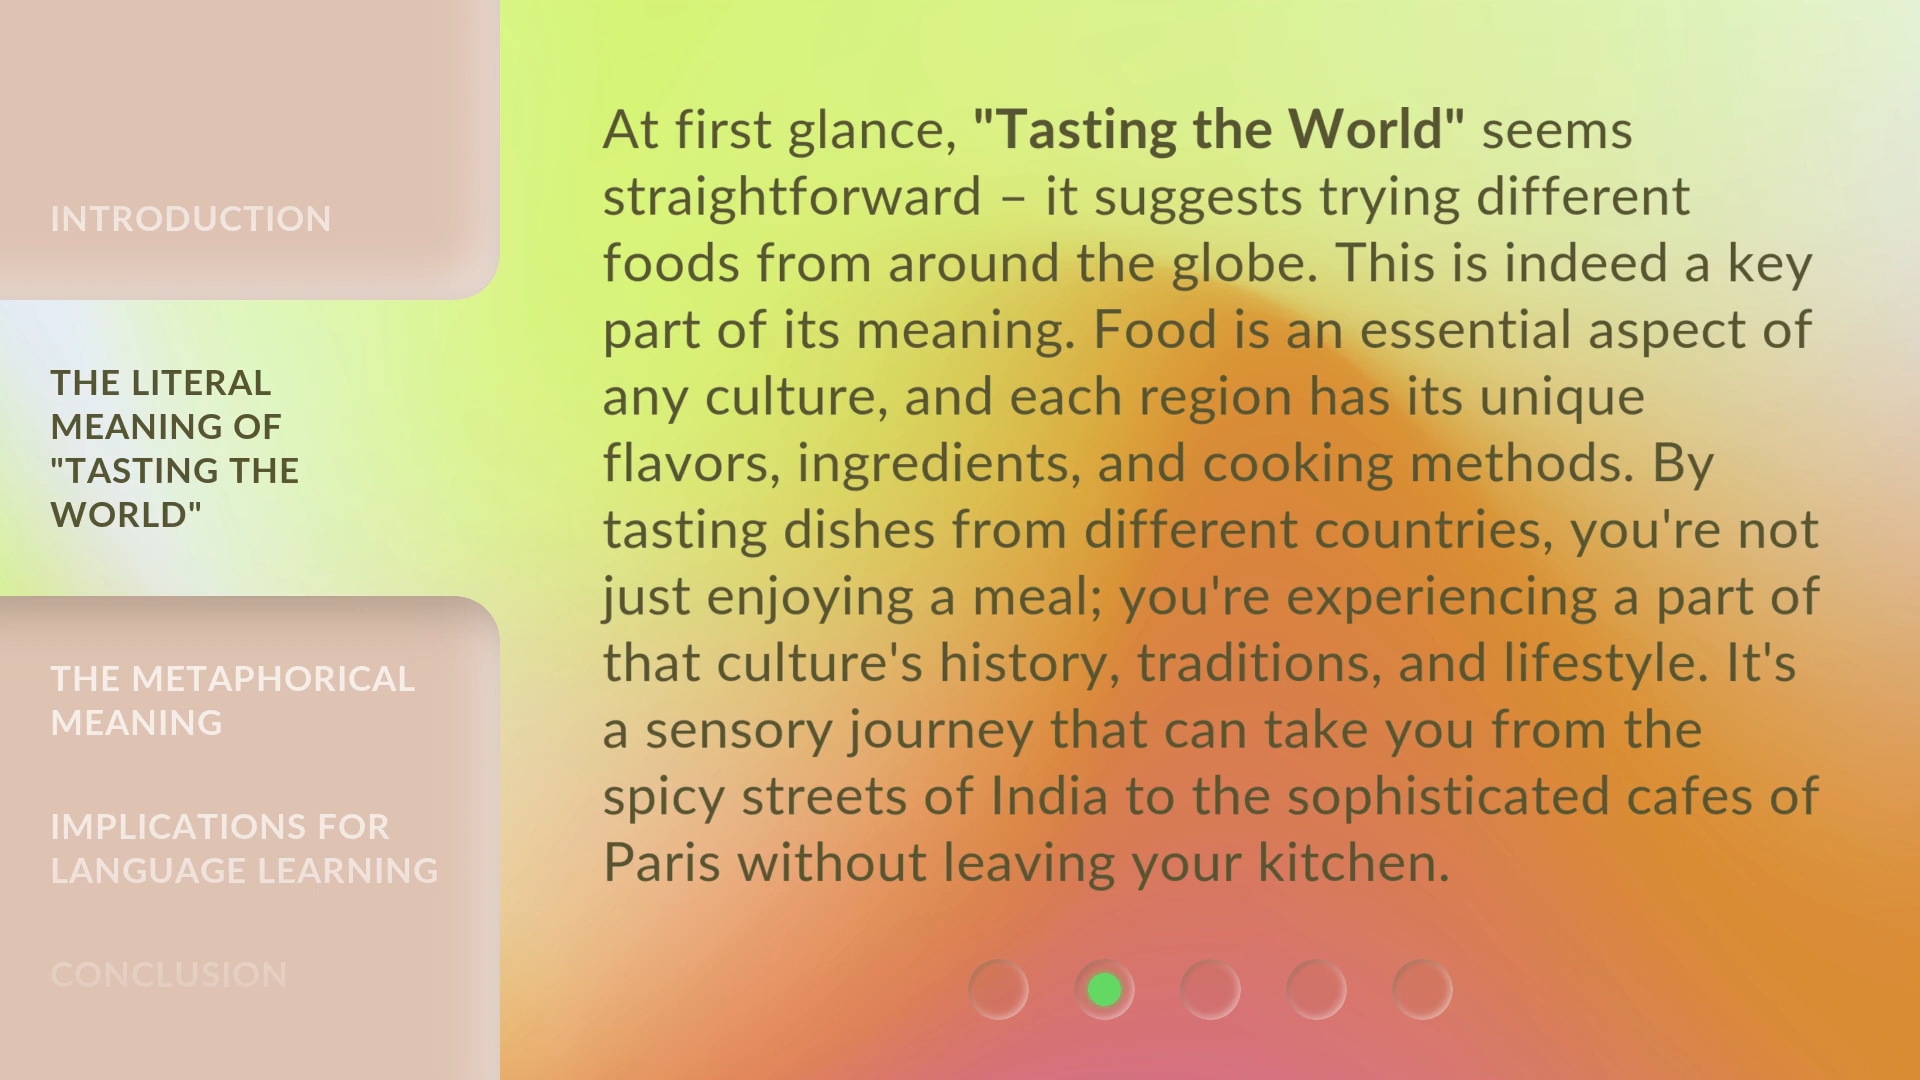 INTRODUCTION
THE LITERAL
MEANING OF
"TASTING THE
WORLD"
THE METAPHORICAL
MEANING
IMPLICATIONS FOR
LANGUAGE LEARNING
CONCLUSION
At first glance, "Tasting the World" seems
straightforward – it suggests trying different
foods from around the globe. This is indeed a key
part of its meaning. Food is an essential aspect of
any culture, and each region has its unique
flavors, ingredients, and cooking methods. By
tasting dishes from different countries, you're not
just enjoying a meal; you're experiencing a part of
that culture's history, traditions, and lifestyle. It's
a sensory journey that can take you from the
spicy streets of India to the sophisticated cafes of
Paris without leaving your kitchen.